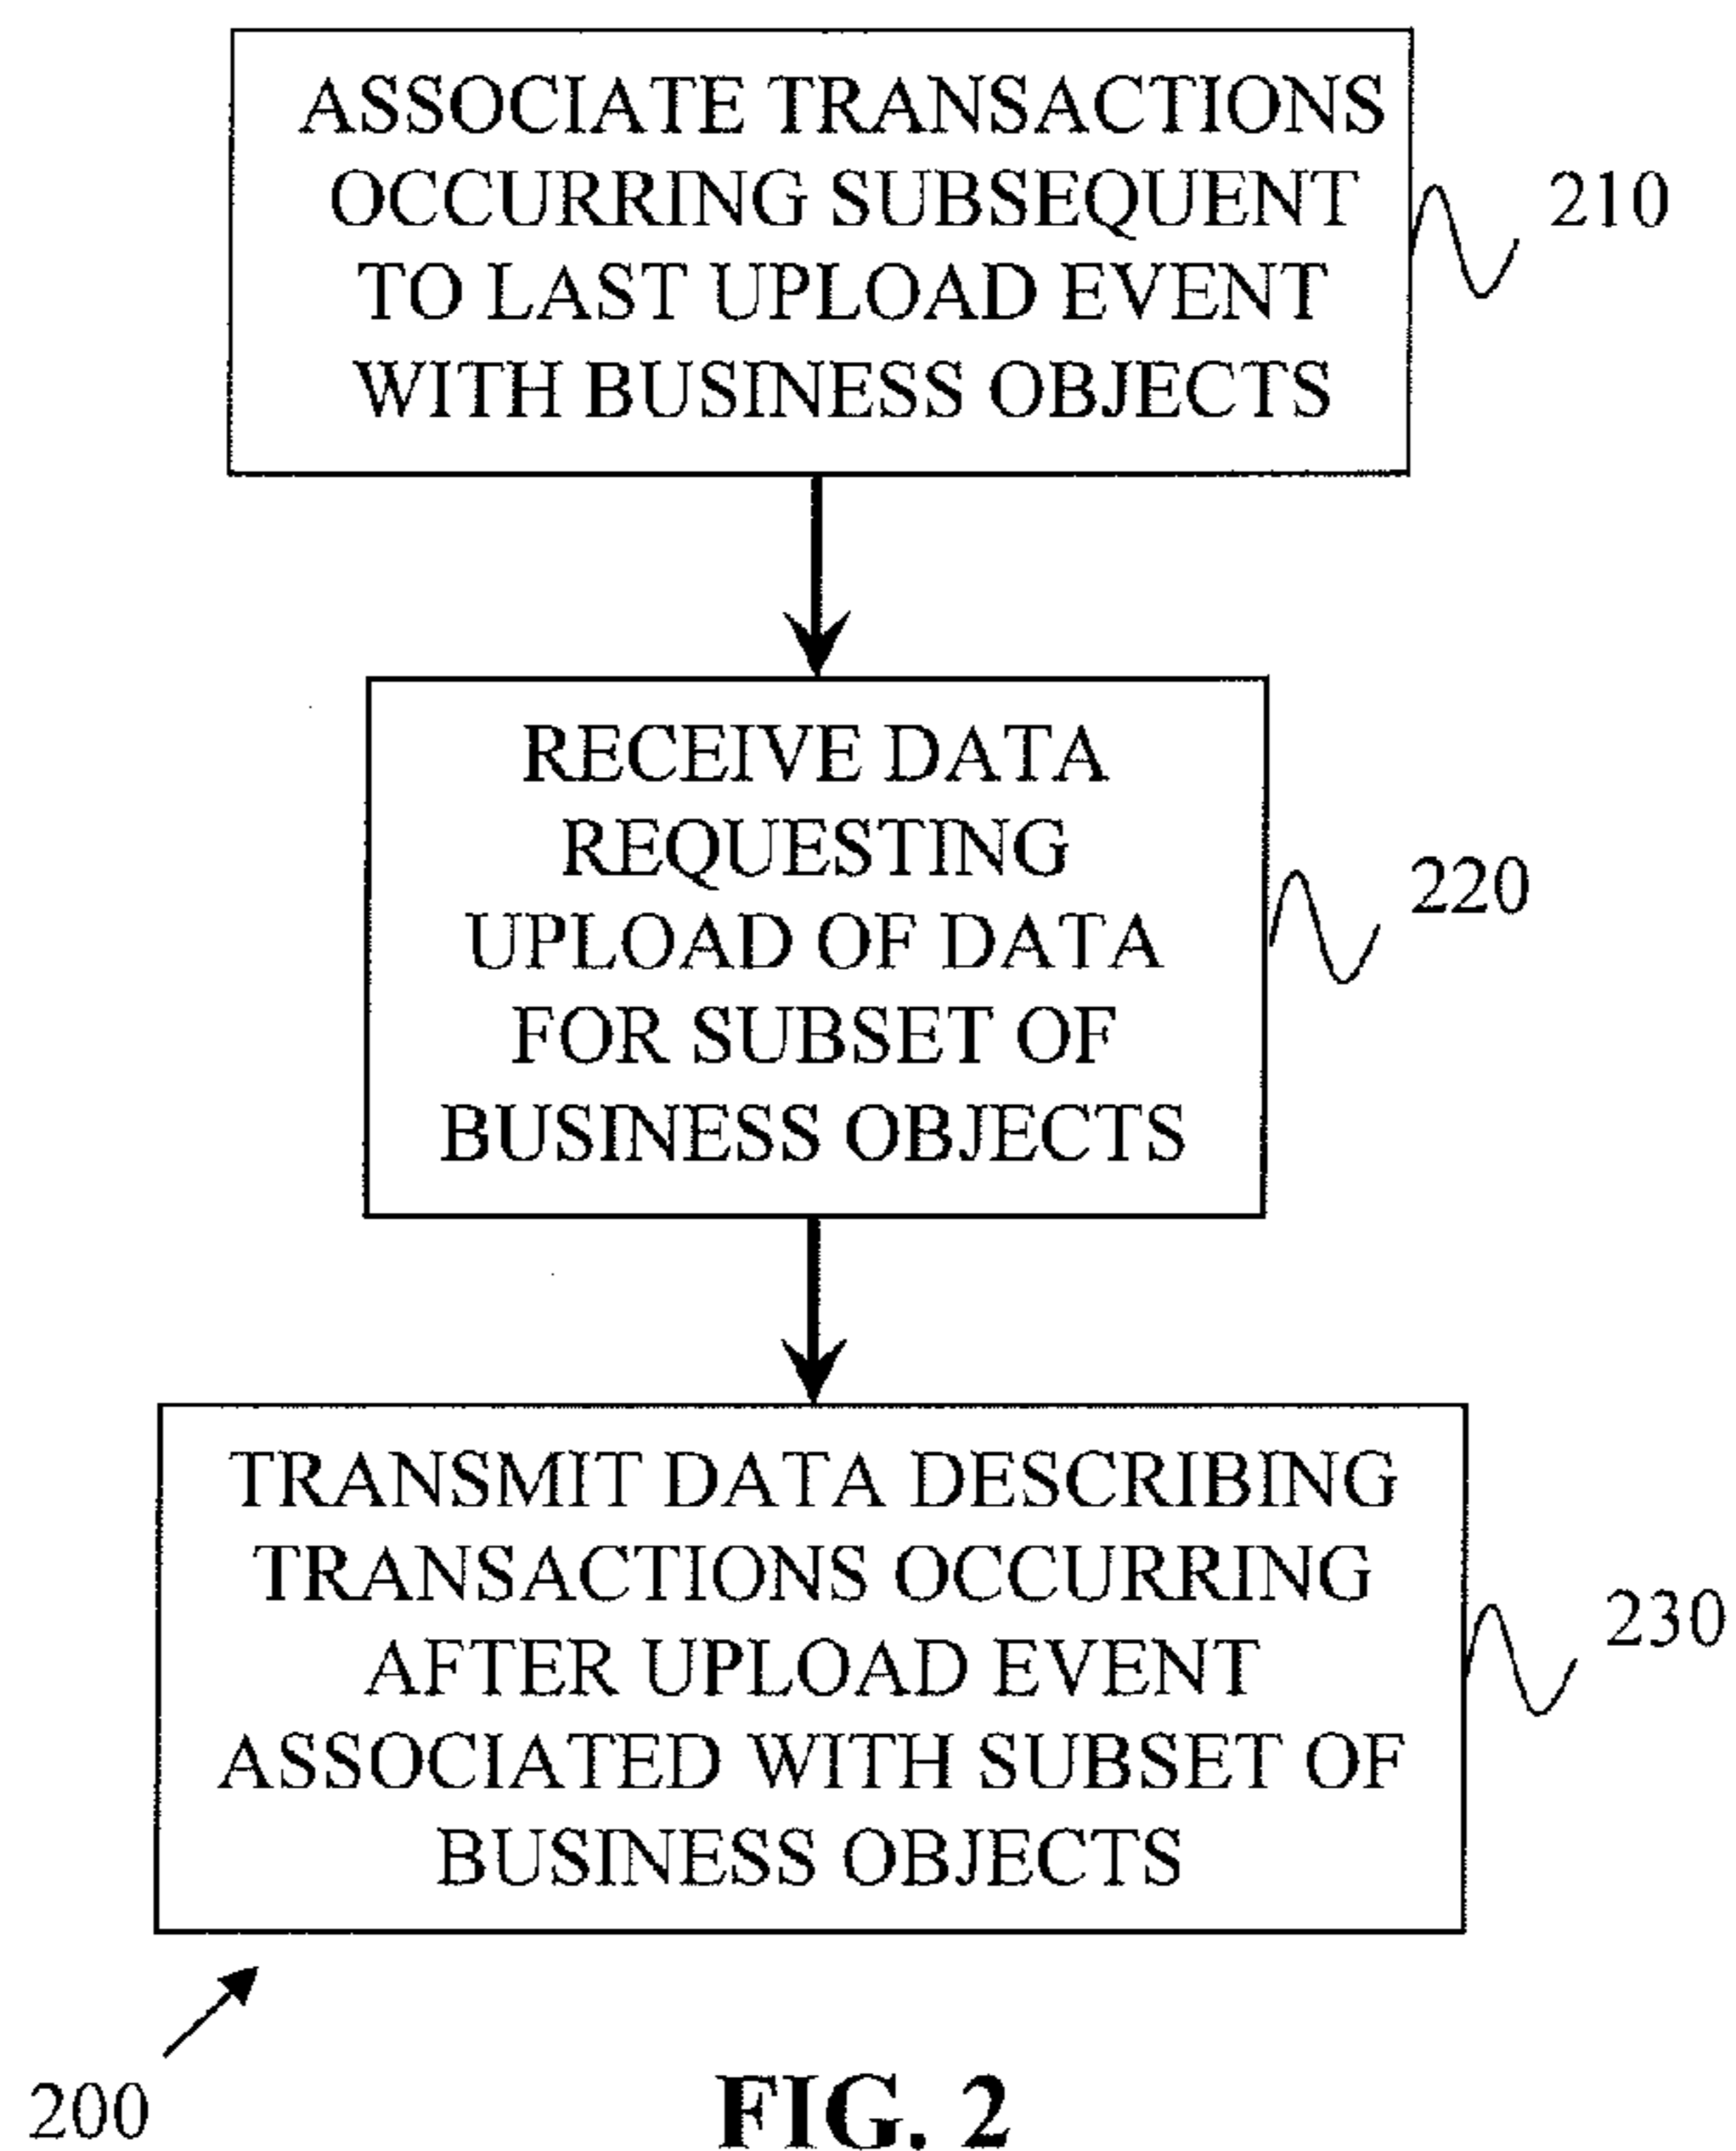 ASSOCIATE TRANSACTIONS
OCCURRING SUBSEQUENT
TO LAST UPLOAD EVENT
WITH BUSINESS OBJECTS
210
RECEIVE DATA
REQUESTING
UPLOAD OF DATA
FOR SUBSET OF
BUSINESS OBJECTS
220
TRANSMIT DATA DESCRIBING
TRANSACTIONS OCCURRING
AFTER UPLOAD EVENT
ASSOCIATED WITH SUBSET OF
BUSINESS OBJECTS
230
200
FIG. 2